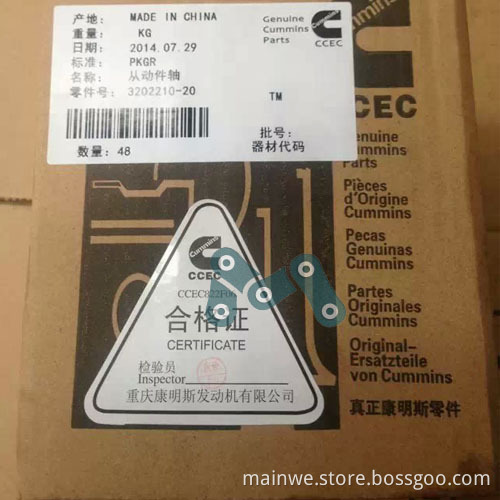 产地: MADE IN CHINA
重量: KG
日期: 2014.07.29
标准: PKGR
名称: 从动件轴
零件号: 3202210-20
数量: 48
Genuine
Cummins
Parts
CCEC
TM
批号:
器材代码
CCEC
enuine
Cummins
Parts
Pièces
d'Origine
Cummins
Pecas
Genuinas
Cummins
Partes
Originales
Cummins
Original-
Ersatzteile
von Cummins
真正康明斯零件
Cummins
CCEC
合格证
CERTIFICATE
检验员
Inspector
重庆康明斯发动机有限公司
mainwe.store.bossgoo.com